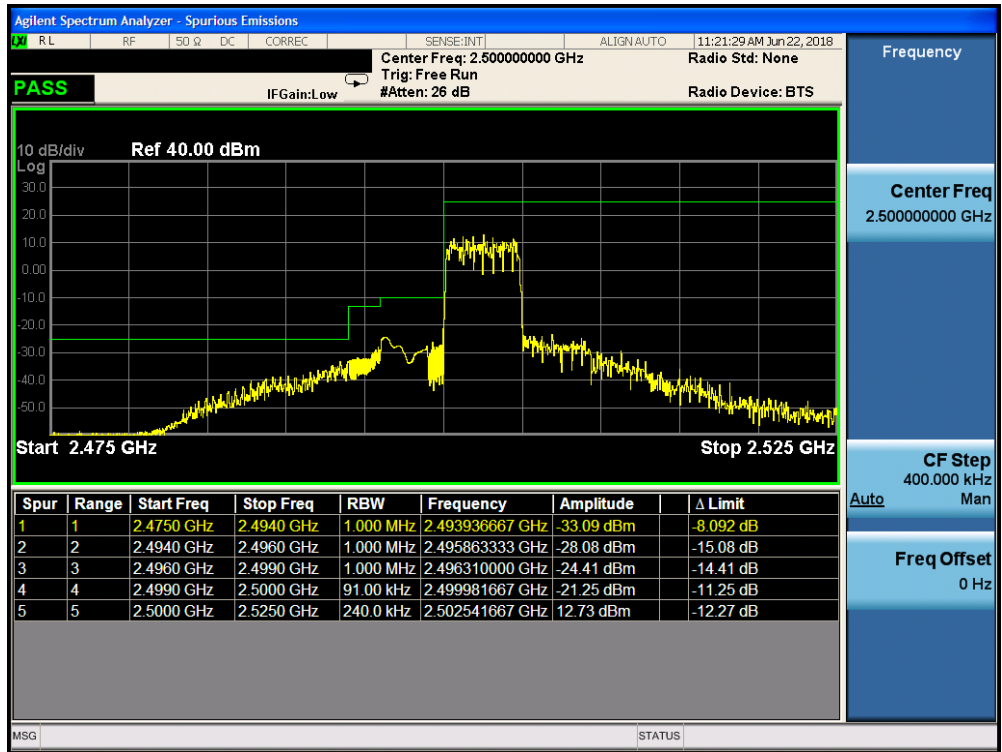 Agilent Spectrum Analyzer - Spurious Emissions
LXI RL RF 50 Ω DC CORREC SENSE:INT ALIGN AUTO 11:21:29 AM Jun 22, 2018
Center Freq: 2.500000000 GHz Radio Std: None
Trig: Free Run
PASS IFGain:Low #Atten: 26 dB Radio Device: BTS
10 dB/div Ref 40.00 dBm
Log
30.0
20.0
10.0
0.00
-10.0
-20.0
-30.0
-40.0
-50.0
Start 2.475 GHz Stop 2.525 GHz
Spur Range Start Freq Stop Freq RBW Frequency Amplitude Δ Limit
1 1 2.4750 GHz 2.4940 GHz 1.000 MHz 2.493936667 GHz -33.09 dBm -8.092 dB
2 2 2.4940 GHz 2.4960 GHz 1.000 MHz 2.495863333 GHz -28.08 dBm -15.08 dB
3 3 2.4960 GHz 2.4990 GHz 1.000 MHz 2.496310000 GHz -24.41 dBm -14.41 dB
4 4 2.4990 GHz 2.5000 GHz 91.00 kHz 2.499981667 GHz -21.25 dBm -11.25 dB
5 5 2.5000 GHz 2.5250 GHz 240.0 kHz 2.502541667 GHz 12.73 dBm -12.27 dB
MSG STATUS
Frequency
Center Freq
2.500000000 GHz
CF Step
400.000 kHz
Auto Man
Freq Offset
0 Hz